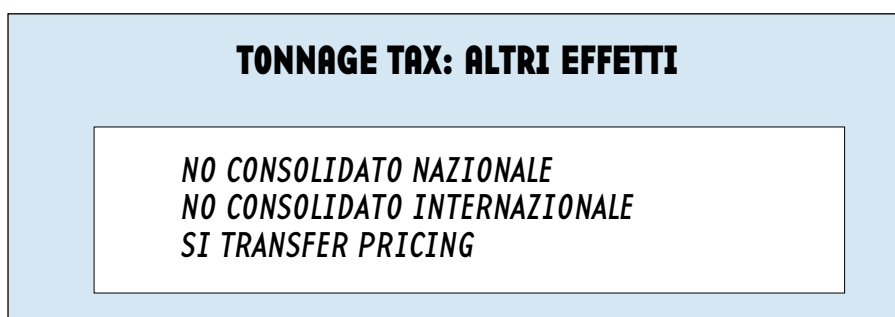 TONNAGE TAX: ALTRI EFFETTI
NO CONSOLIDATO NAZIONALE
NO CONSOLIDATO INTERNAZIONALE
SI TRANSFER PRICING